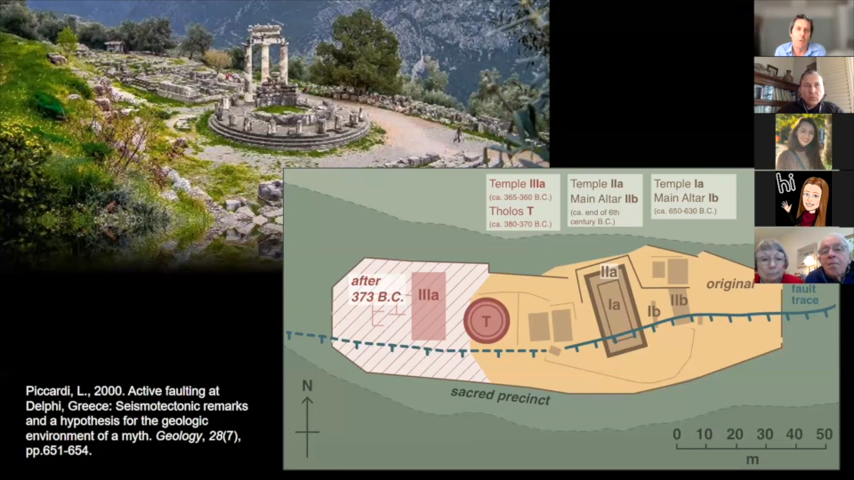 hi
Temple IIIa
(ca. 365-360 B.C.)
Tholos T
(ca. 380-370 B.C.)
Temple IIa
Main Altar IIb
(ca. end of 6th
century B.C.)
Temple Ia
Main Altar Ib
(ca. 650-630 B.C.)
after
373 B.C.
IIIa
T
IIa
Ia
Ib
IIb
original
fault
trace
sacred precinct
N
0 10 20 30 40 50
m
Piccardi, L., 2000. Active faulting at
Delphi, Greece: Seismotectonic remarks
and a hypothesis for the geologic
environment of a myth. Geology, 28(7),
pp.651-654.